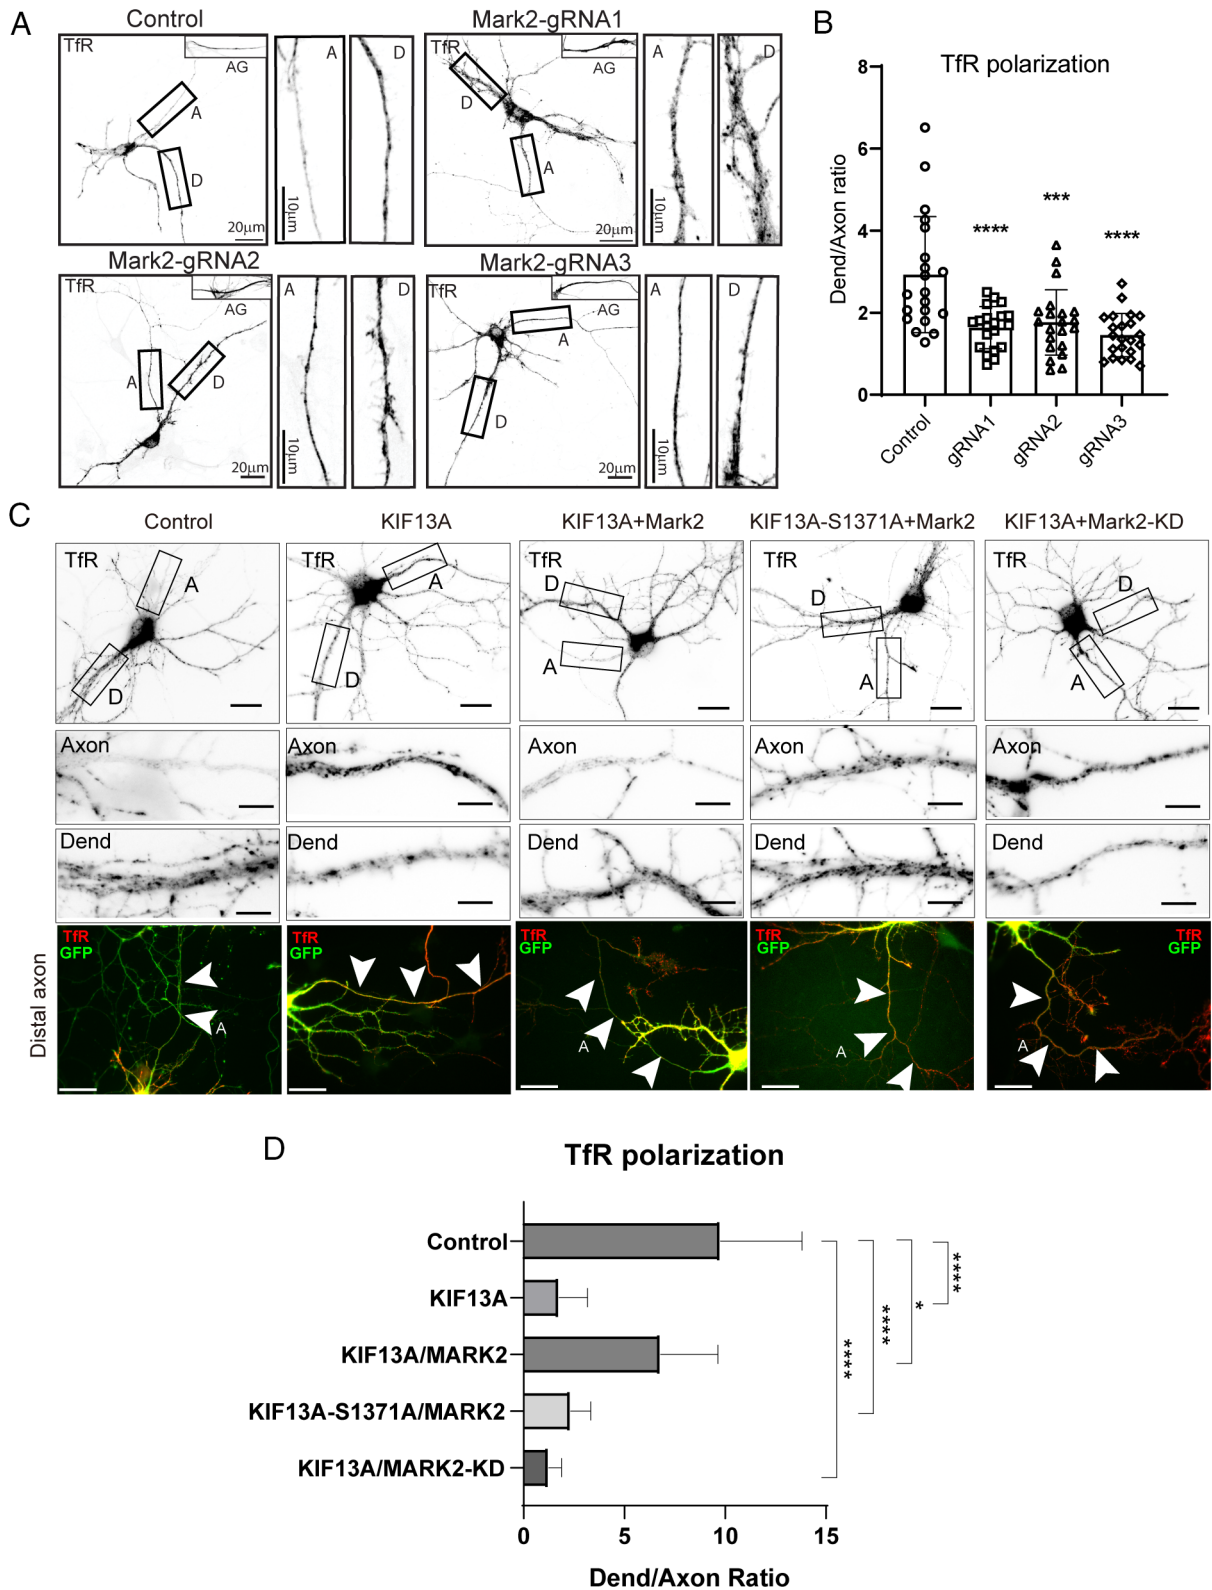 A
Control
TfR
AG
A
D
A
D
10µm
20µm
Mark2-gRNA1
TfR
AG
D
A
A
D
10µm
20µm
Mark2-gRNA2
TfR
AG
A
D
A
D
10µm
20µm
Mark2-gRNA3
TfR
AG
A
D
A
D
10µm
20µm
B
TfR polarization
Dend/Axon ratio
8
6
4
2
0
****
***
****
Control
gRNA1
gRNA2
gRNA3
C
Control
KIF13A
KIF13A+Mark2
KIF13A-S1371A+Mark2
KIF13A+Mark2-KD
TfR
A
D
TfR
A
D
TfR
D
A
TfR
D
A
TfR
D
A
Axon
Axon
Axon
Axon
Axon
Dend
Dend
Dend
Dend
Dend
Distal axon
TfR
GFP
A
TfR
GFP
TfR
GFP
A
TfR
GFP
A
TfR
GFP
A
D
TfR polarization
Control
KIF13A
KIF13A/MARK2
KIF13A-S1371A/MARK2
KIF13A/MARK2-KD
****
****
*
****
0
5
10
15
Dend/Axon Ratio